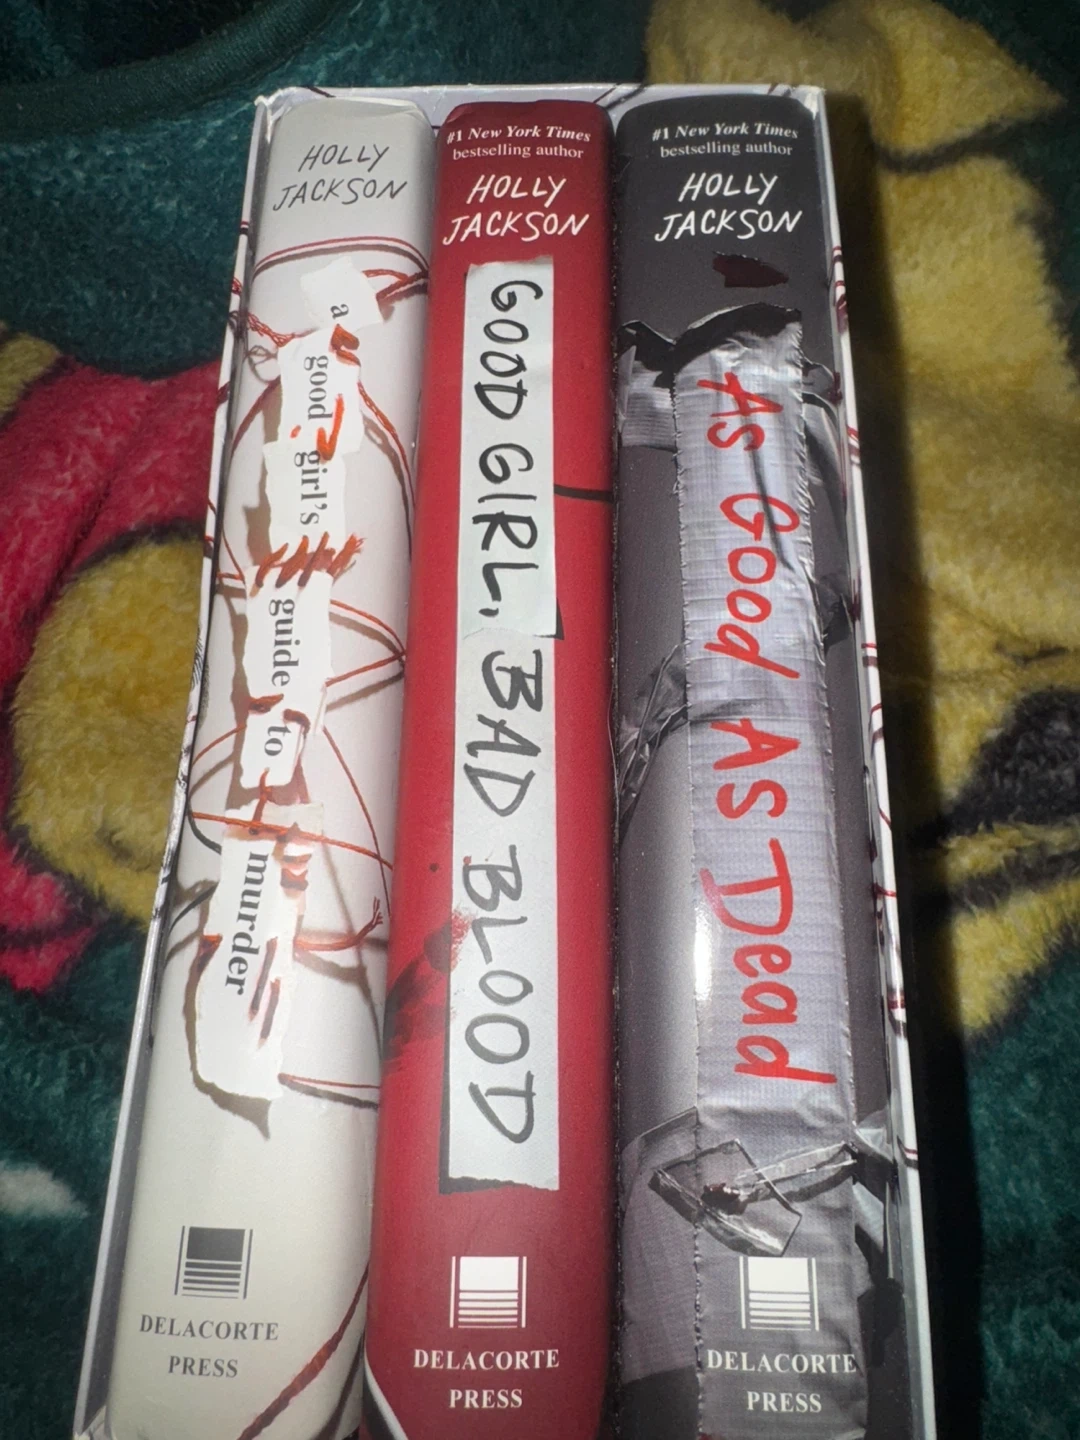 HOLLY
JACKSON
a
good
girl's
guide
to
murder
DELACORTE
PRESS
#1 New York Times
bestselling author
HOLLY
JACKSON
GOOD GIRL, BAD BLOOD
DELACORTE
PRESS
#1 New York Times
bestselling author
HOLLY
JACKSON
As Good As Dead
DELACORTE
PRESS